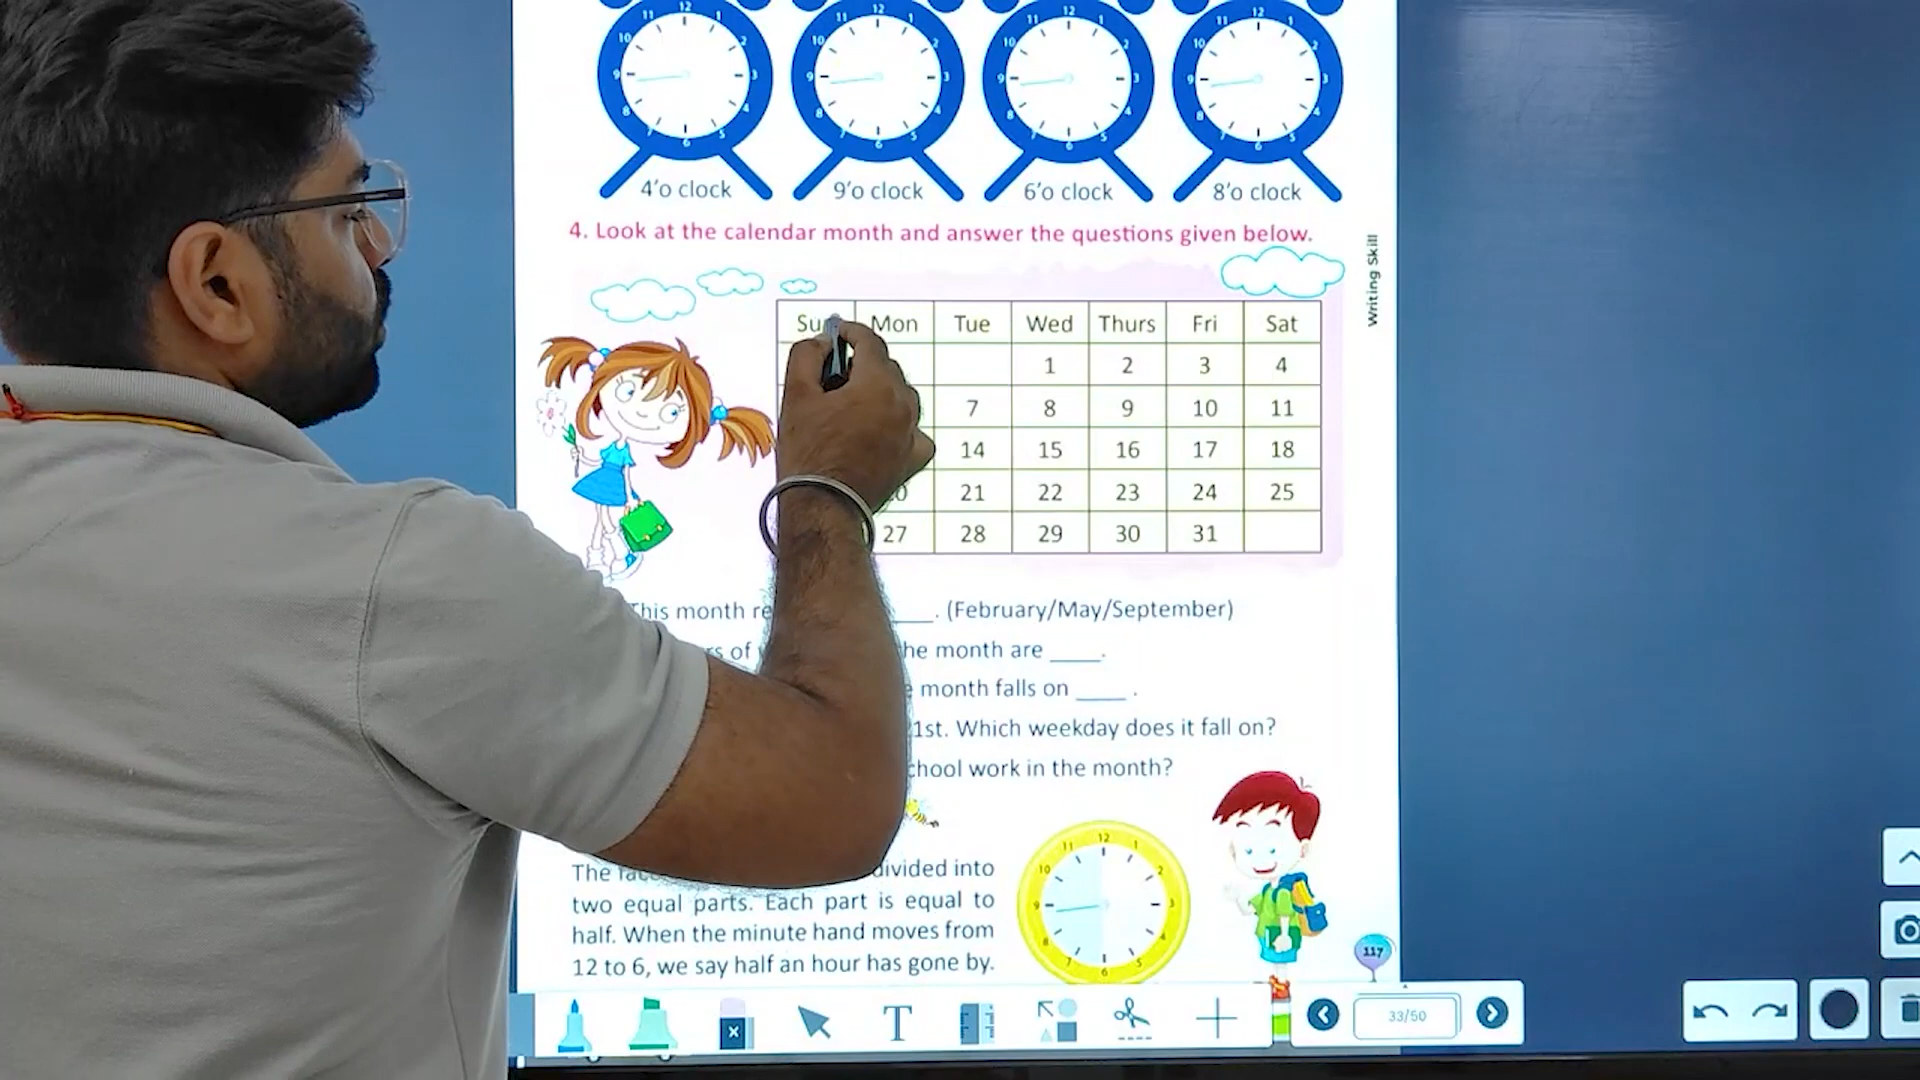 4'o clock 9'o clock 6'o clock 8'o clock
4. Look at the calendar month and answer the questions given below.
Writing Skill
Mon Tue Wed Thurs Fri Sat
1 2 3 4
7 8 9 10 11
14 15 16 17 18
21 22 23 24 25
27 28 29 30 31
This month . (February/May/September)
of the month are ____.
month falls on ____ .
1st. Which weekday does it fall on?
work in the month?
The divided into
two equal parts. Each part is equal to
half. When the minute hand moves from
12 to 6, we say half an hour has gone by.
117
33/50